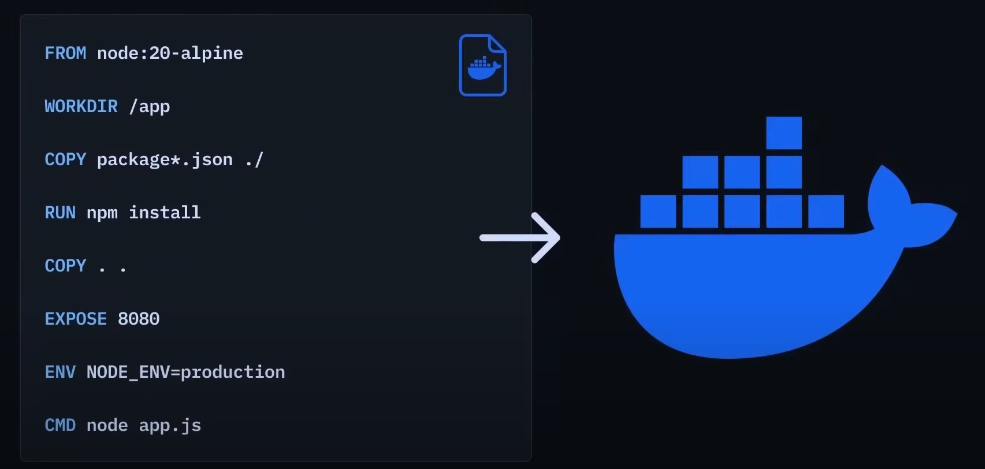 FROM node:20-alpine
WORKDIR /app
COPY package*.json ./
RUN npm install
COPY . .
EXPOSE 8080
ENV NODE_ENV=production
CMD node app.js